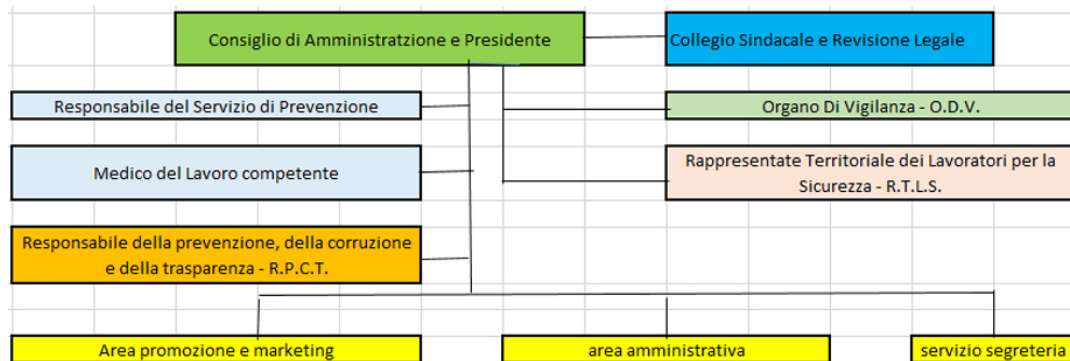 Consiglio di Amministratzione e Presidente
Collegio Sindacale e Revisione Legale
Responsabile del Servizio di Prevenzione
Organo Di Vigilanza - O.D.V.
Medico del Lavoro competente
Rappresentate Territoriale dei Lavoratori per la
Sicurezza - R.T.L.S.
Responsabile della prevenzione, della corruzione
e della trasparenza - R.P.C.T.
Area promozione e marketing
area amministrativa
servizio segreteria